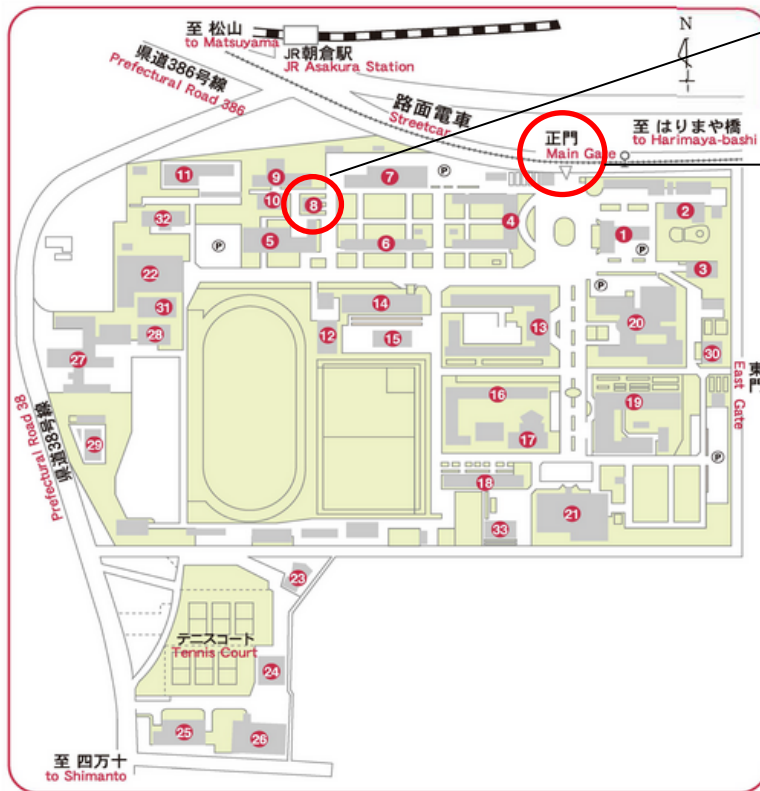 至 松山
to Matsuyama
JR朝倉駅
JR Asakura Station
N
県道386号線
Prefectural Road 386
路面電車
Streetcar
正門
Main Gate
至 はりまや橋
to Harimaya-bashi
11
9
7
P
10
8
2
32
4
1
5
6
P
3
22
P
31
14
20
28
12
15
13
30
27
東門
East Gate
16
19
県道38号線
Prefectural Road 38
29
17
P
18
33
21
23
テニスコート
Tennis Court
24
25
26
至 四万十
to Shimanto